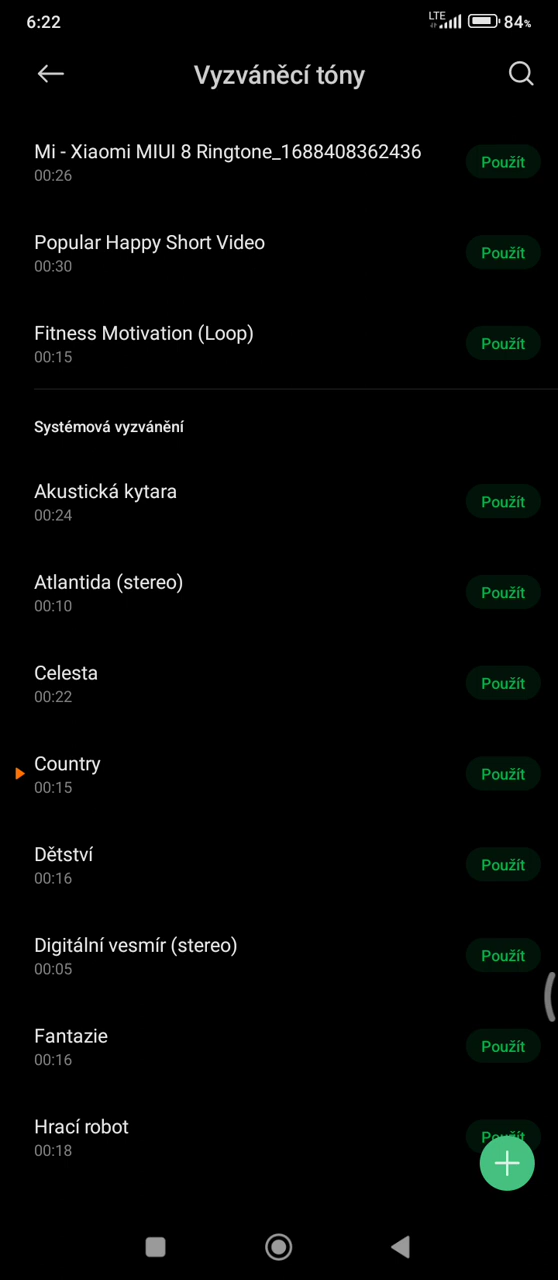 6:22
LTE 84%
Vyzváněcí tóny
Mi - Xiaomi MIUI 8 Ringtone_1688408362436
00:26
Použít
Popular Happy Short Video
00:30
Použít
Fitness Motivation (Loop)
00:15
Použít
Systémová vyzvánění
Akustická kytara
00:24
Použít
Atlantida (stereo)
00:10
Použít
Celesta
00:22
Použít
Country
00:15
Použít
Dětství
00:16
Použít
Digitální vesmír (stereo)
00:05
Použít
Fantazie
00:16
Použít
Hrací robot
00:18
Použít